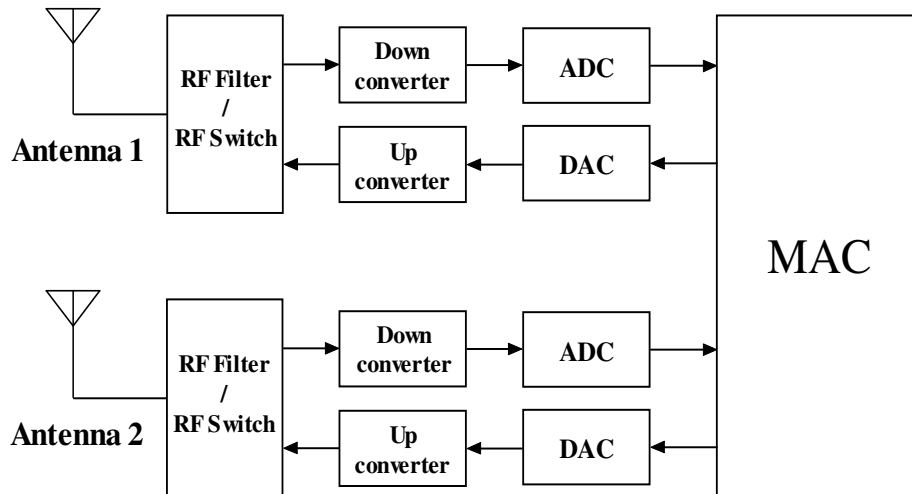 Down
converter
ADC
RF Filter
/
RF Switch
Antenna 1
Up
converter
DAC
MAC
Down
converter
ADC
RF Filter
/
RF Switch
Antenna 2
Up
converter
DAC